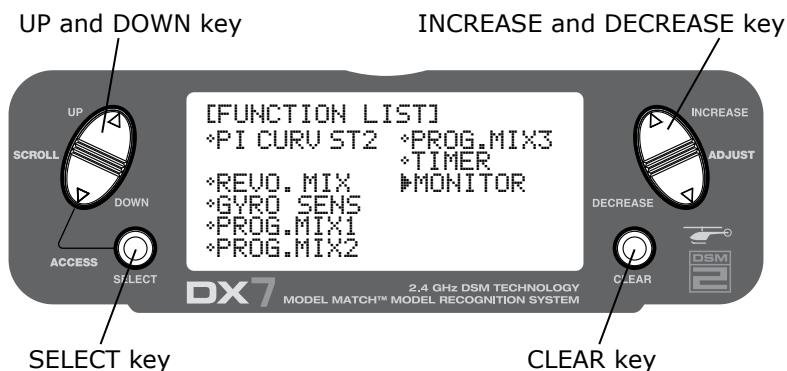 UP and DOWN key
INCREASE and DECREASE key
UP
SCROLL
DOWN
ACCESS
SELECT
[FUNCTION LIST]
PI CURV ST2
PROG.MIX3
TIMER
REVO. MIX
MONITOR
GYRO SENS
PROG.MIX1
PROG.MIX2
INCREASE
ADJUST
DECREASE
CLEAR
DSM
2
DX7
2.4 GHz DSM TECHNOLOGY
MODEL MATCH™ MODEL RECOGNITION SYSTEM
SELECT key
CLEAR key